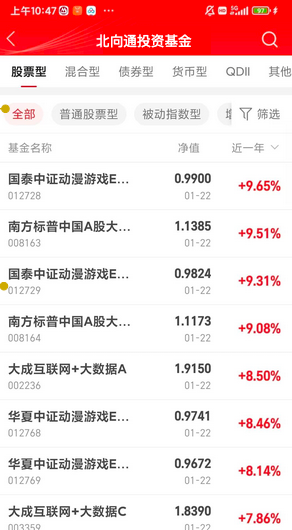 上午10:47
HD 5G 97
北向通投资基金
股票型 混合型 债券型 货币型 QDII 其他
全部 普通股票型 被动指数型 筛选
基金名称 净值 近一年
国泰中证动漫游戏E... 0.9900 +9.65%
012728 01-22
南方标普中国A股大... 1.1385 +9.51%
008163 01-22
国泰中证动漫游戏E... 0.9824 +9.31%
012729 01-22
南方标普中国A股大... 1.1173 +9.08%
008164 01-22
大成互联网+大数据A 1.9150 +8.50%
002236 01-22
华夏中证动漫游戏E... 0.9741 +8.46%
012768 01-22
华夏中证动漫游戏E... 0.9672 +8.14%
012769 01-22
大成互联网+大数据C 1.8390 +7.86%
003359 01-22